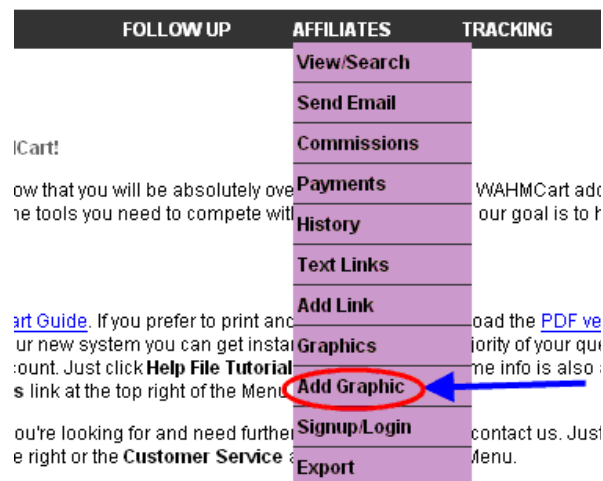 FOLLOW UP AFFILIATES TRACKING
View/Search
Send Email
Commissions
Payments
History
Text Links
Add Link
Graphics
Add Graphic
Signup/Login
Export
Cart!
ow that you will be absolutely ove WAHMCart add
ne tools you need to compete wit our goal is to h
art Guide. If you prefer to print and oad the PDF ve
ur new system you can get insta jority of your que
count. Just click Help File Tutorial me info is also
s link at the top right of the Menu
ou're looking for and need further contact us. Jus
e right or the Customer Service Menu.